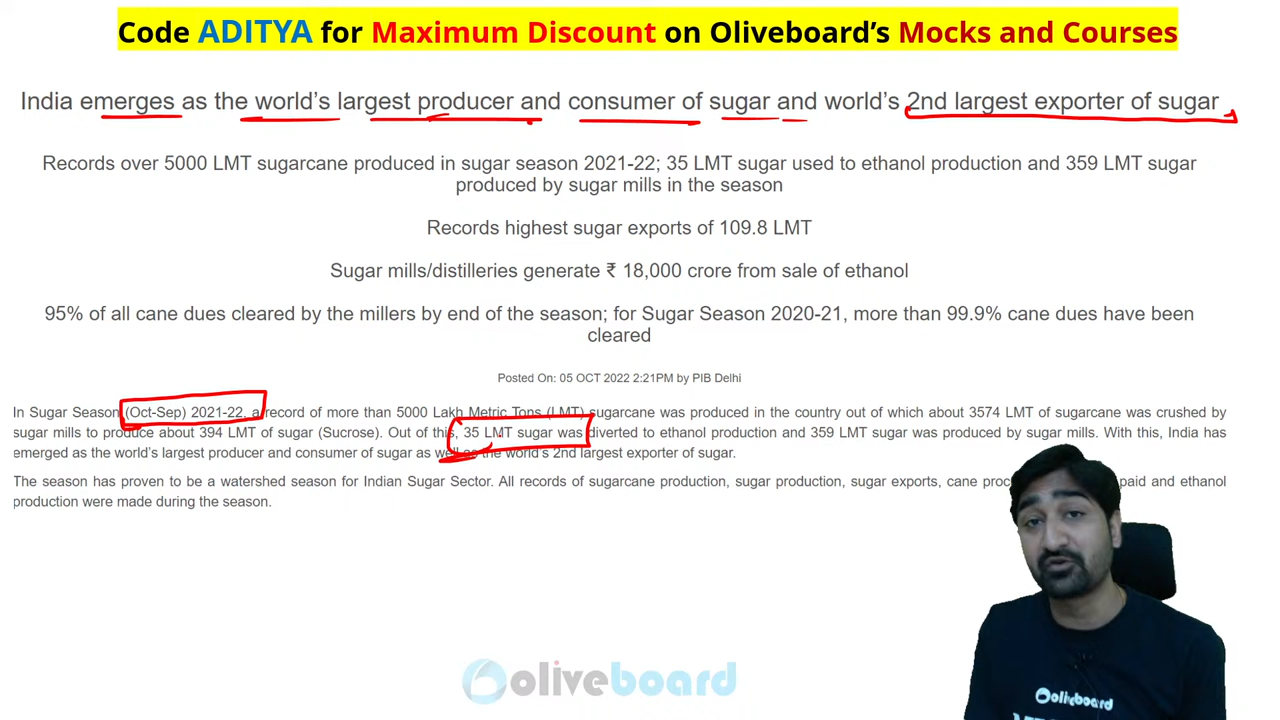 Code ADITYA for Maximum Discount on Oliveboard's Mocks and Courses
India emerges as the world's largest producer and consumer of sugar and world's 2nd largest exporter of sugar
Records over 5000 LMT sugarcane produced in sugar season 2021-22; 35 LMT sugar used to ethanol production and 359 LMT sugar
produced by sugar mills in the season
Records highest sugar exports of 109.8 LMT
Sugar mills/distilleries generate ₹ 18,000 crore from sale of ethanol
95% of all cane dues cleared by the millers by end of the season; for Sugar Season 2020-21, more than 99.9% cane dues have been
cleared
Posted On: 05 OCT 2022 2:21PM by PIB Delhi
In Sugar Season (Oct-Sep) 2021-22, a record of more than 5000 Lakh Metric Tons (LMT) sugarcane was produced in the country out of which about 3574 LMT of sugarcane was crushed by
sugar mills to produce about 394 LMT of sugar (Sucrose). Out of this, 35 LMT sugar was diverted to ethanol production and 359 LMT sugar was produced by sugar mills. With this, India has
emerged as the world's largest producer and consumer of sugar as well as the world's 2nd largest exporter of sugar.
The season has proven to be a watershed season for Indian Sugar Sector. All records of sugarcane production, sugar production, sugar exports, cane paid and ethanol
production were made during the season.
oliveboard
oliveboard